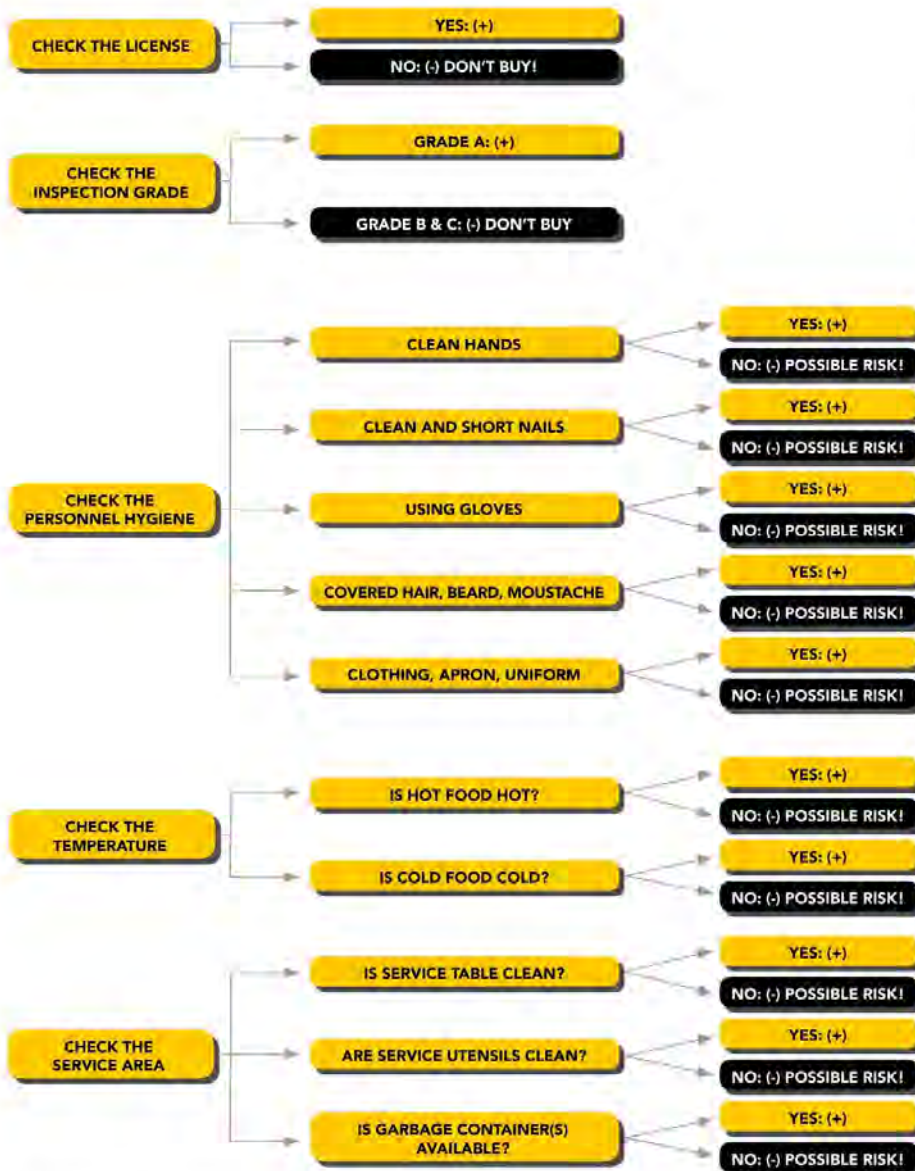 CHECK THE LICENSE
YES: (+)
NO: (-) DON'T BUY!
CHECK THE
INSPECTION GRADE
GRADE A: (+)
GRADE B & C: (-) DON'T BUY
CHECK THE
PERSONNEL HYGIENE
CLEAN HANDS
YES: (+)
NO: (-) POSSIBLE RISK!
CLEAN AND SHORT NAILS
YES: (+)
NO: (-) POSSIBLE RISK!
USING GLOVES
YES: (+)
NO: (-) POSSIBLE RISK!
COVERED HAIR, BEARD, MOUSTACHE
YES: (+)
NO: (-) POSSIBLE RISK!
CLOTHING, APRON, UNIFORM
YES: (+)
NO: (-) POSSIBLE RISK!
CHECK THE
TEMPERATURE
IS HOT FOOD HOT?
YES: (+)
NO: (-) POSSIBLE RISK!
IS COLD FOOD COLD?
YES: (+)
NO: (-) POSSIBLE RISK!
CHECK THE
SERVICE AREA
IS SERVICE TABLE CLEAN?
YES: (+)
NO: (-) POSSIBLE RISK!
ARE SERVICE UTENSILS CLEAN?
YES: (+)
NO: (-) POSSIBLE RISK!
IS GARBAGE CONTAINER(S)
AVAILABLE?
YES: (+)
NO: (-) POSSIBLE RISK!